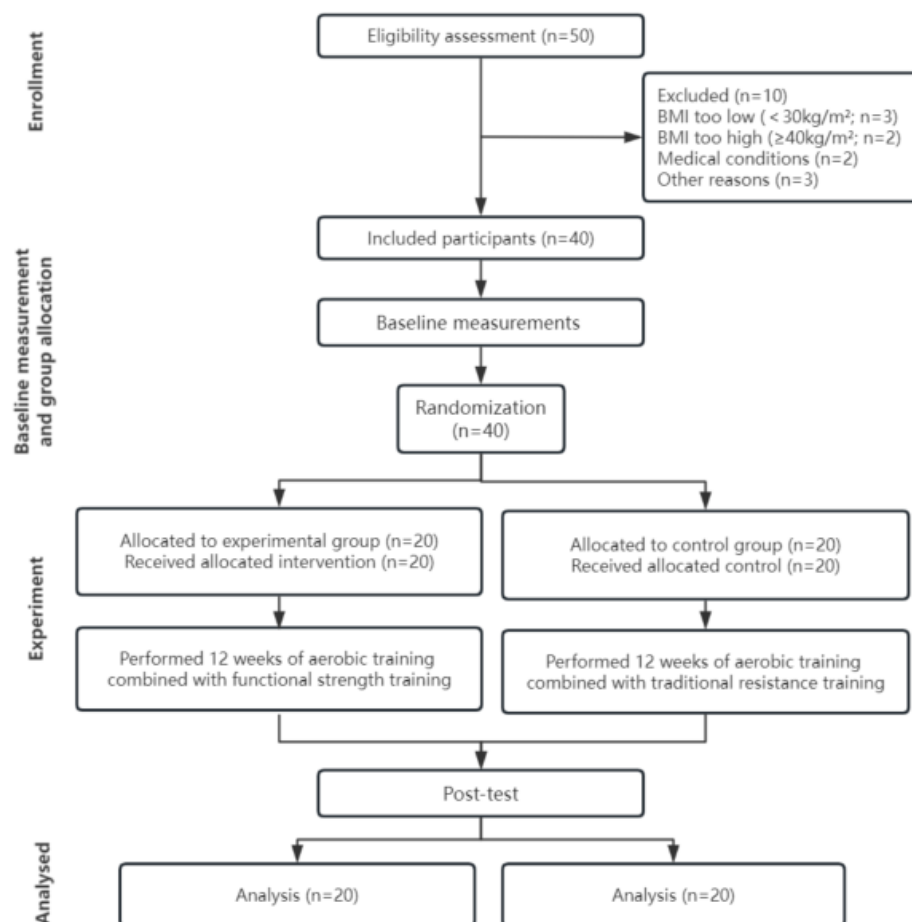 Enrollment
Eligibility assessment (n=50)
Excluded (n=10)
BMI too low ( < 30kg/m²; n=3)
BMI too high (≥40kg/m²; n=2)
Medical conditions (n=2)
Other reasons (n=3)
Included participants (n=40)
Baseline measurement
and group allocation
Baseline measurements
Randomization
(n=40)
Experiment
Allocated to experimental group (n=20)
Received allocated intervention (n=20)
Allocated to control group (n=20)
Received allocated control (n=20)
Performed 12 weeks of aerobic training
combined with functional strength training
Performed 12 weeks of aerobic training
combined with traditional resistance training
Post-test
Analysed
Analysis (n=20)
Analysis (n=20)